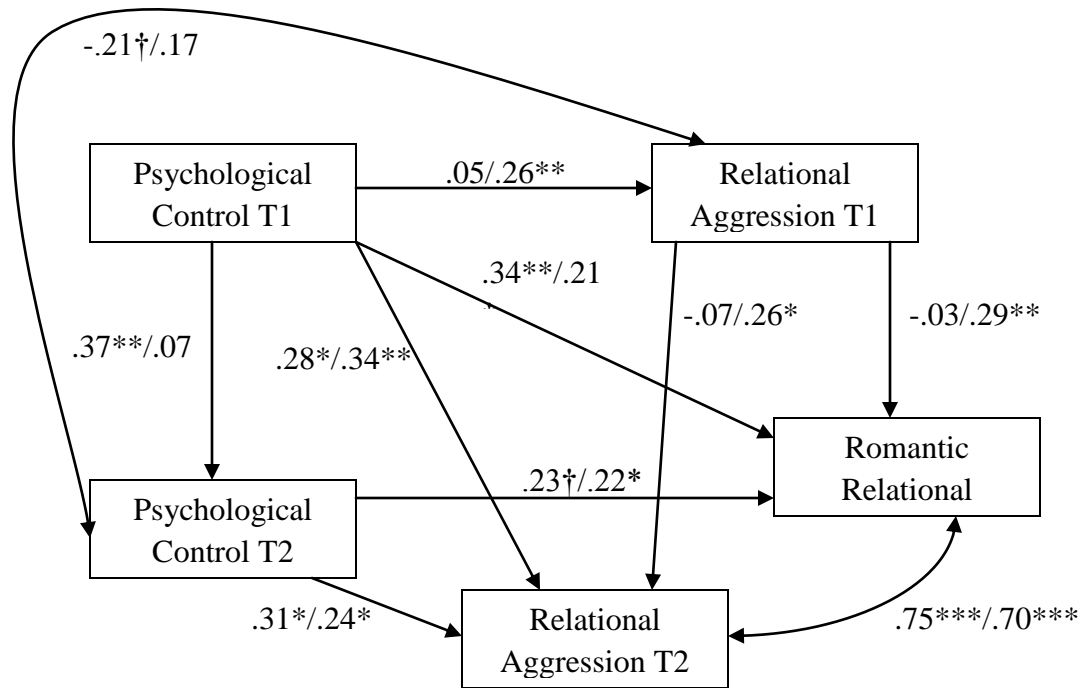 -.21†/.17
Psychological
Control T1
.05/.26**
Relational
Aggression T1
.34**/.21
-.07/.26*
-.03/.29**
.37**/.07
.28*/.34**
Romantic
Relational
.23†/.22*
Psychological
Control T2
.31*/.24*
Relational
Aggression T2
.75***/.70***